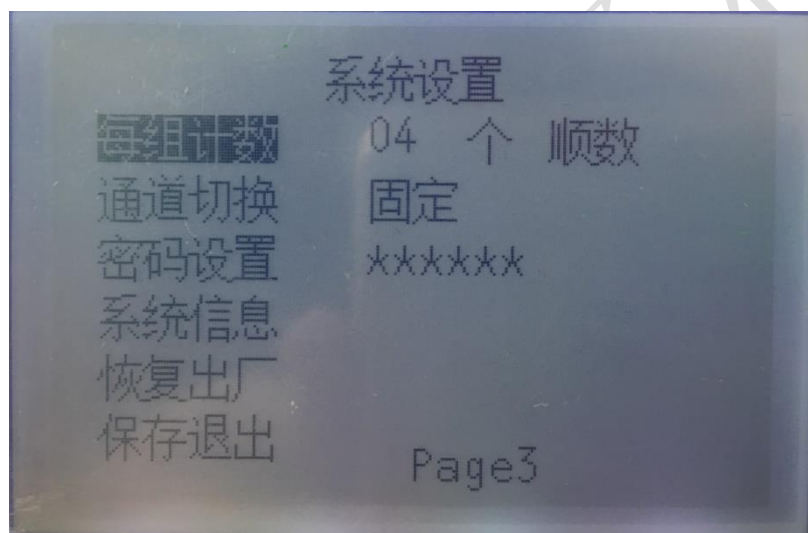 系统设置
每组计数 04 个 顺数
通道切换 固定
密码设置 ******
系统信息
恢复出厂
保存退出 Page3